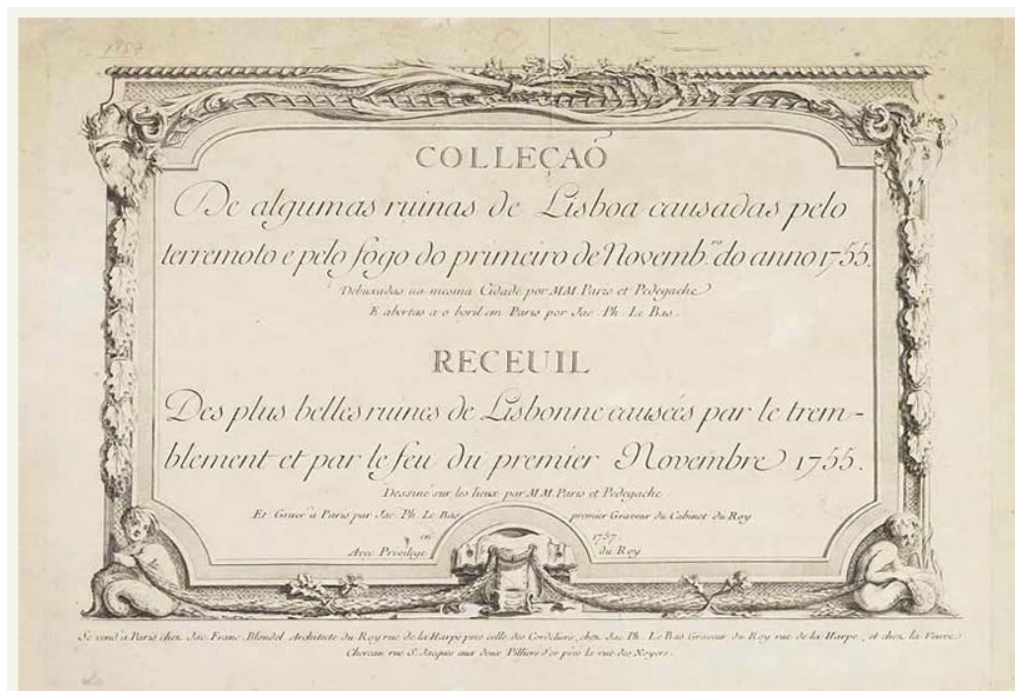 1857
COLLEÇAÓ
De algumas ruinas de Lisboa causadas pelo
terremoto e pelo fogo do primeiro de Novemb.ro do anno 1755.
Debuxadas na mesma Cidade por MM. Paris et Pedegache
E abertas a o boril em Paris por Jac. Ph. Le Bas.
RECEUIL
Des plus belles ruines de Lisbonne causées par le trem-
blement et par le feu du premier Novembre 1755.
Dessiné sur les lieux par MM. Paris et Pedegache
Et Gravé à Paris par Jac. Ph. Le Bas premier Graveur du Cabinet du Roy
en 1757.
Avec Privilege du Roy
Se vend à Paris chez Jac. Franc. Blondel Architecte du Roy rue de la Harpe près celle des Cordeliers, chez Jac. Ph. Le Bas Graveur du Roy rue de la Harpe, et chez la Veuve
Chereau rue S. Jacques aux deux Pilliers d'or près la rue des Noyers.